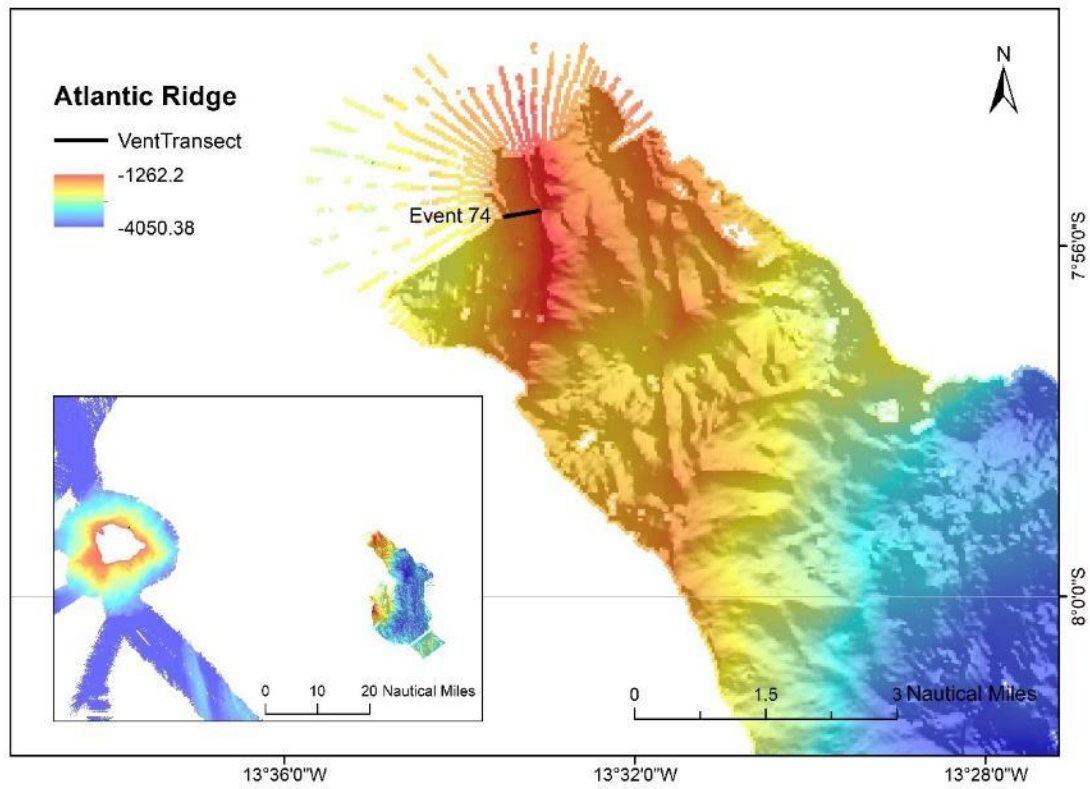 N
Atlantic Ridge
VentTransect
-1262.2
-4050.38
Event 74
7°56'0"S
8°0'0"S
0 10 20 Nautical Miles
0 1.5 3 Nautical Miles
13°36'0"W 13°32'0"W 13°28'0"W